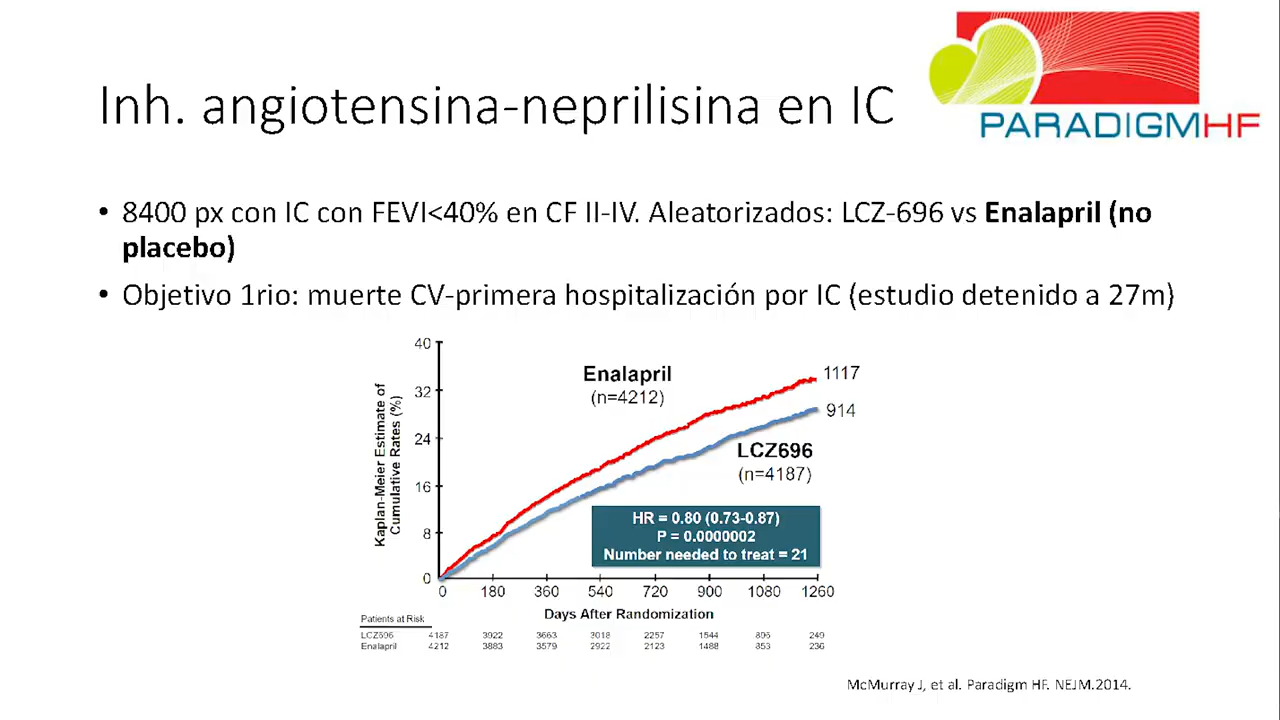 PARADIGMHF
Inh. angiotensina-neprilisina en IC
• 8400 px con IC con FEVI<40% en CF II-IV. Aleatorizados: LCZ-696 vs Enalapril (no
placebo)
• Objetivo 1rio: muerte CV-primera hospitalización por IC (estudio detenido a 27m)
Kaplan-Meier Estimate of
Cumulative Rates (%)
40
32
24
16
8
0
Enalapril
(n=4212)
1117
914
LCZ696
(n=4187)
HR = 0.80 (0.73-0.87)
P = 0.0000002
Number needed to treat = 21
0 180 360 540 720 900 1080 1260
Days After Randomization
Patients at Risk
LCZ696 4187 3922 3663 3018 2257 1544 896 249
Enalapril 4212 3883 3579 2922 2123 1488 853 236
McMurray J, et al. Paradigm HF. NEJM.2014.